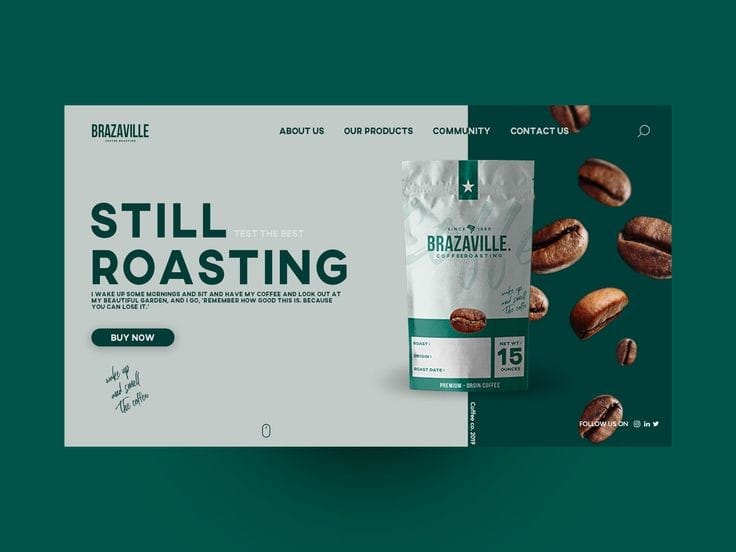 BRAZAVILLE
COFFEE ROASTING
ABOUT US
OUR PRODUCTS
COMMUNITY
CONTACT US
STILL
TEST THE BEST
ROASTING
I WAKE UP SOME MORNINGS AND SIT AND HAVE MY COFFEE AND LOOK OUT AT
MY BEAUTIFUL GARDEN, AND I GO, 'REMEMBER HOW GOOD THIS IS. BECAUSE
YOU CAN LOSE IT.'
BUY NOW
wake up
and smell
The coffee
SINCE 1880
BRAZAVILLE.
COFFEEROASTING
wake up
and smell
The coffe
ROAST :
ORIGIN :
ROAST DATE :
NET WT :
15
OUNCES
PREMIUM - ORGIN COFFEE
Coffee co. 2019
FOLLOW US ON